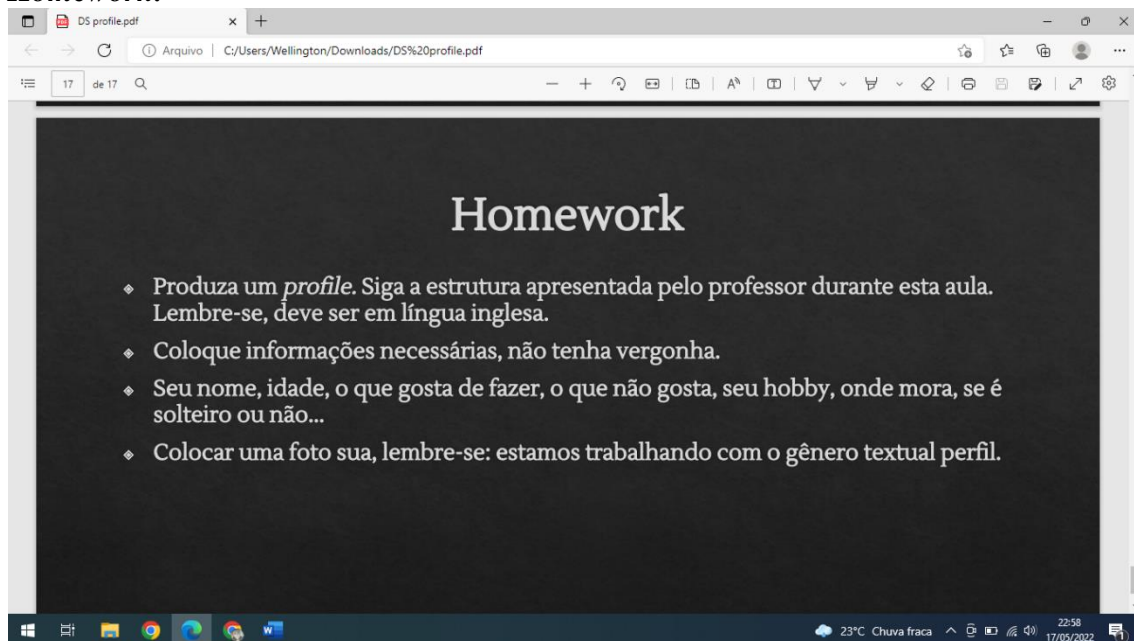 Homework
DS profile.pdf
Arquivo | C:/Users/Wellington/Downloads/DS%20profile.pdf
17 de 17
Homework
Produza um profile. Siga a estrutura apresentada pelo professor durante esta aula.
Lembre-se, deve ser em língua inglesa.
Coloque informações necessárias, não tenha vergonha.
Seu nome, idade, o que gosta de fazer, o que não gosta, seu hobby, onde mora, se é
solteiro ou não...
Colocar uma foto sua, lembre-se: estamos trabalhando com o gênero textual perfil.
23°C Chuva fraca
22:58
17/05/2022